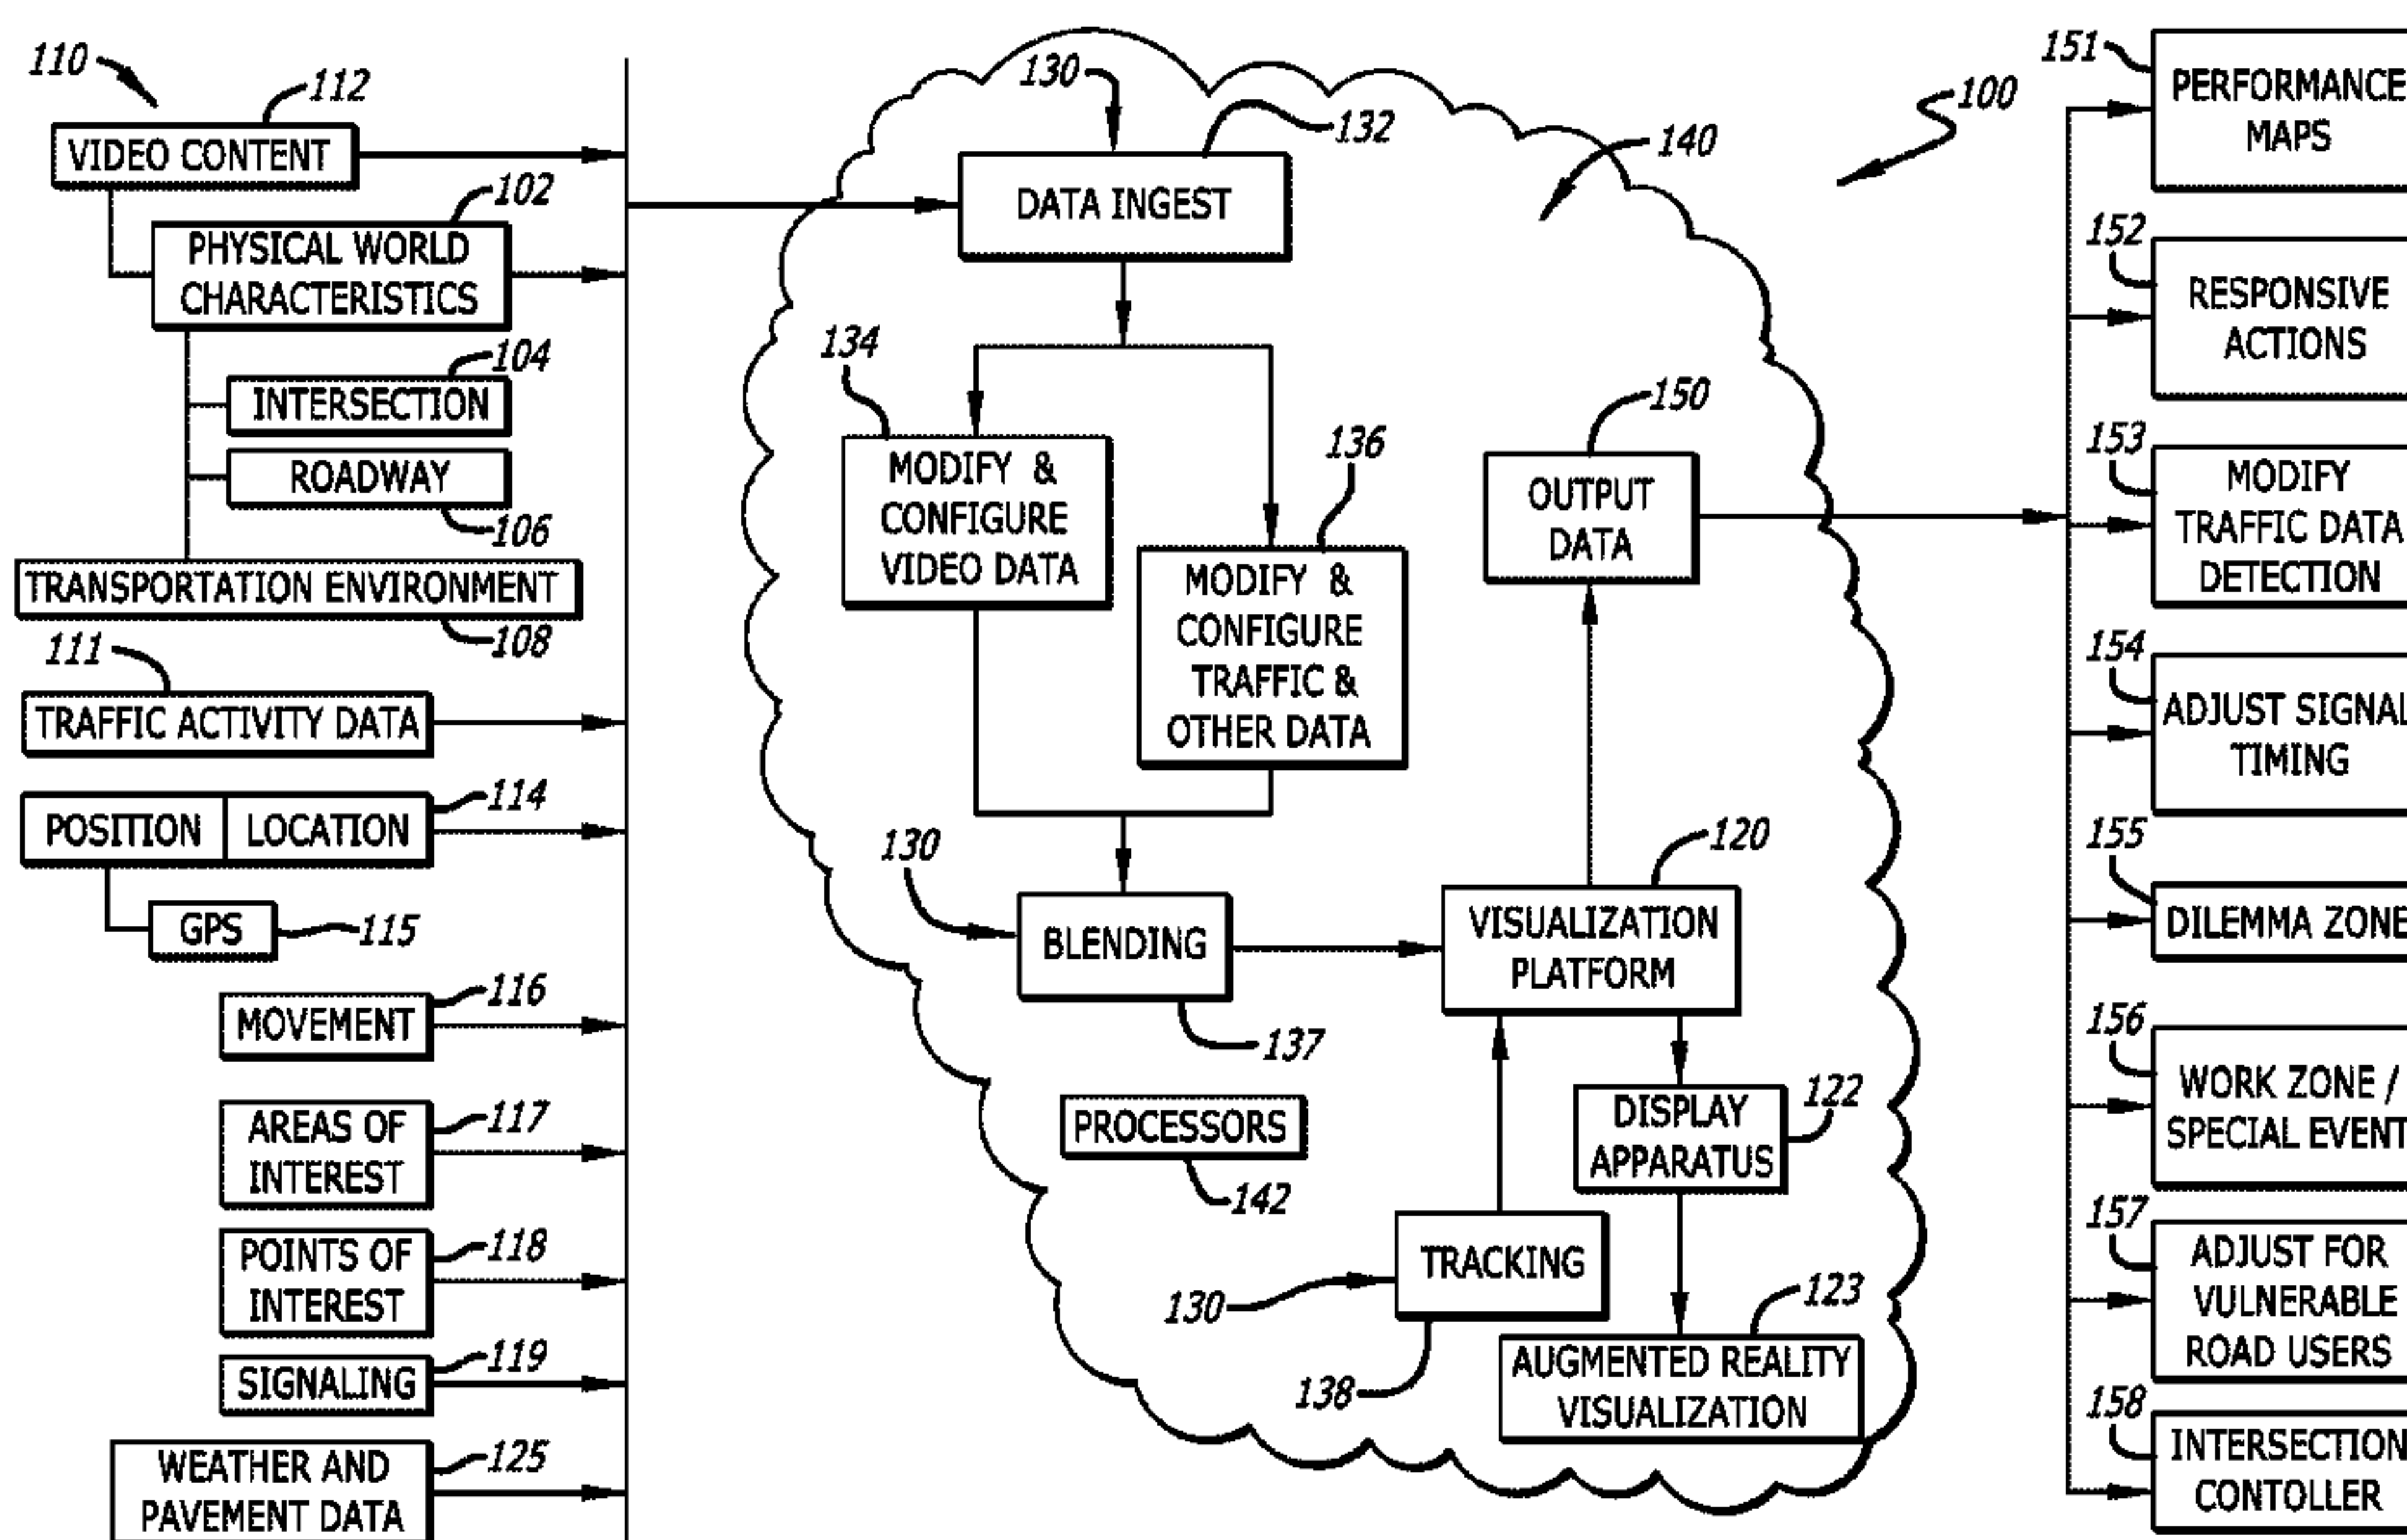 110
112
VIDEO CONTENT
102
PHYSICAL WORLD
CHARACTERISTICS
104
INTERSECTION
ROADWAY
106
TRANSPORTATION ENVIRONMENT
108
111
TRAFFIC ACTIVITY DATA
POSITION
LOCATION
114
GPS
115
MOVEMENT
116
AREAS OF
INTEREST
117
POINTS OF
INTEREST
118
SIGNALING
119
WEATHER AND
PAVEMENT DATA
125
130
132
DATA INGEST
140
100
134
MODIFY &
CONFIGURE
VIDEO DATA
136
MODIFY &
CONFIGURE
TRAFFIC &
OTHER DATA
150
OUTPUT
DATA
130
BLENDING
137
120
VISUALIZATION
PLATFORM
PROCESSORS
142
DISPLAY
APPARATUS
122
TRACKING
130
138
123
AUGMENTED REALITY
VISUALIZATION
151
PERFORMANCE
MAPS
152
RESPONSIVE
ACTIONS
153
MODIFY
TRAFFIC DATA
DETECTION
154
ADJUST SIGNAL
TIMING
155
DILEMMA ZONE
156
WORK ZONE /
SPECIAL EVENT
157
ADJUST FOR
VULNERABLE
ROAD USERS
158
INTERSECTION
CONTOLLER